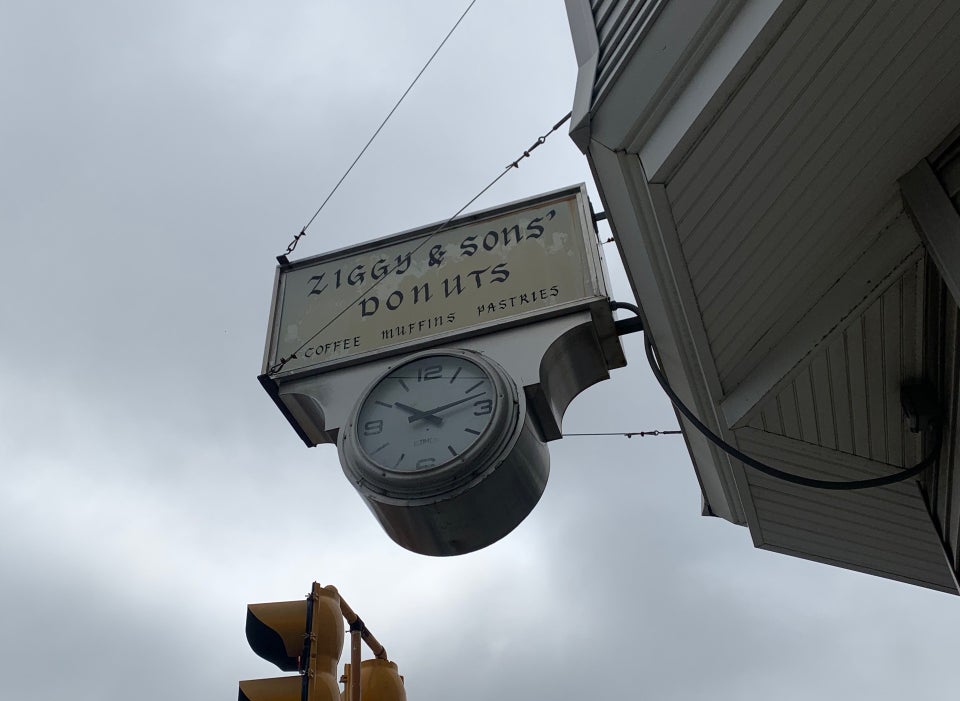 ZIGGY & SONS'
DONUTS
COFFEE MUFFINS PASTRIES
12
3
6
9